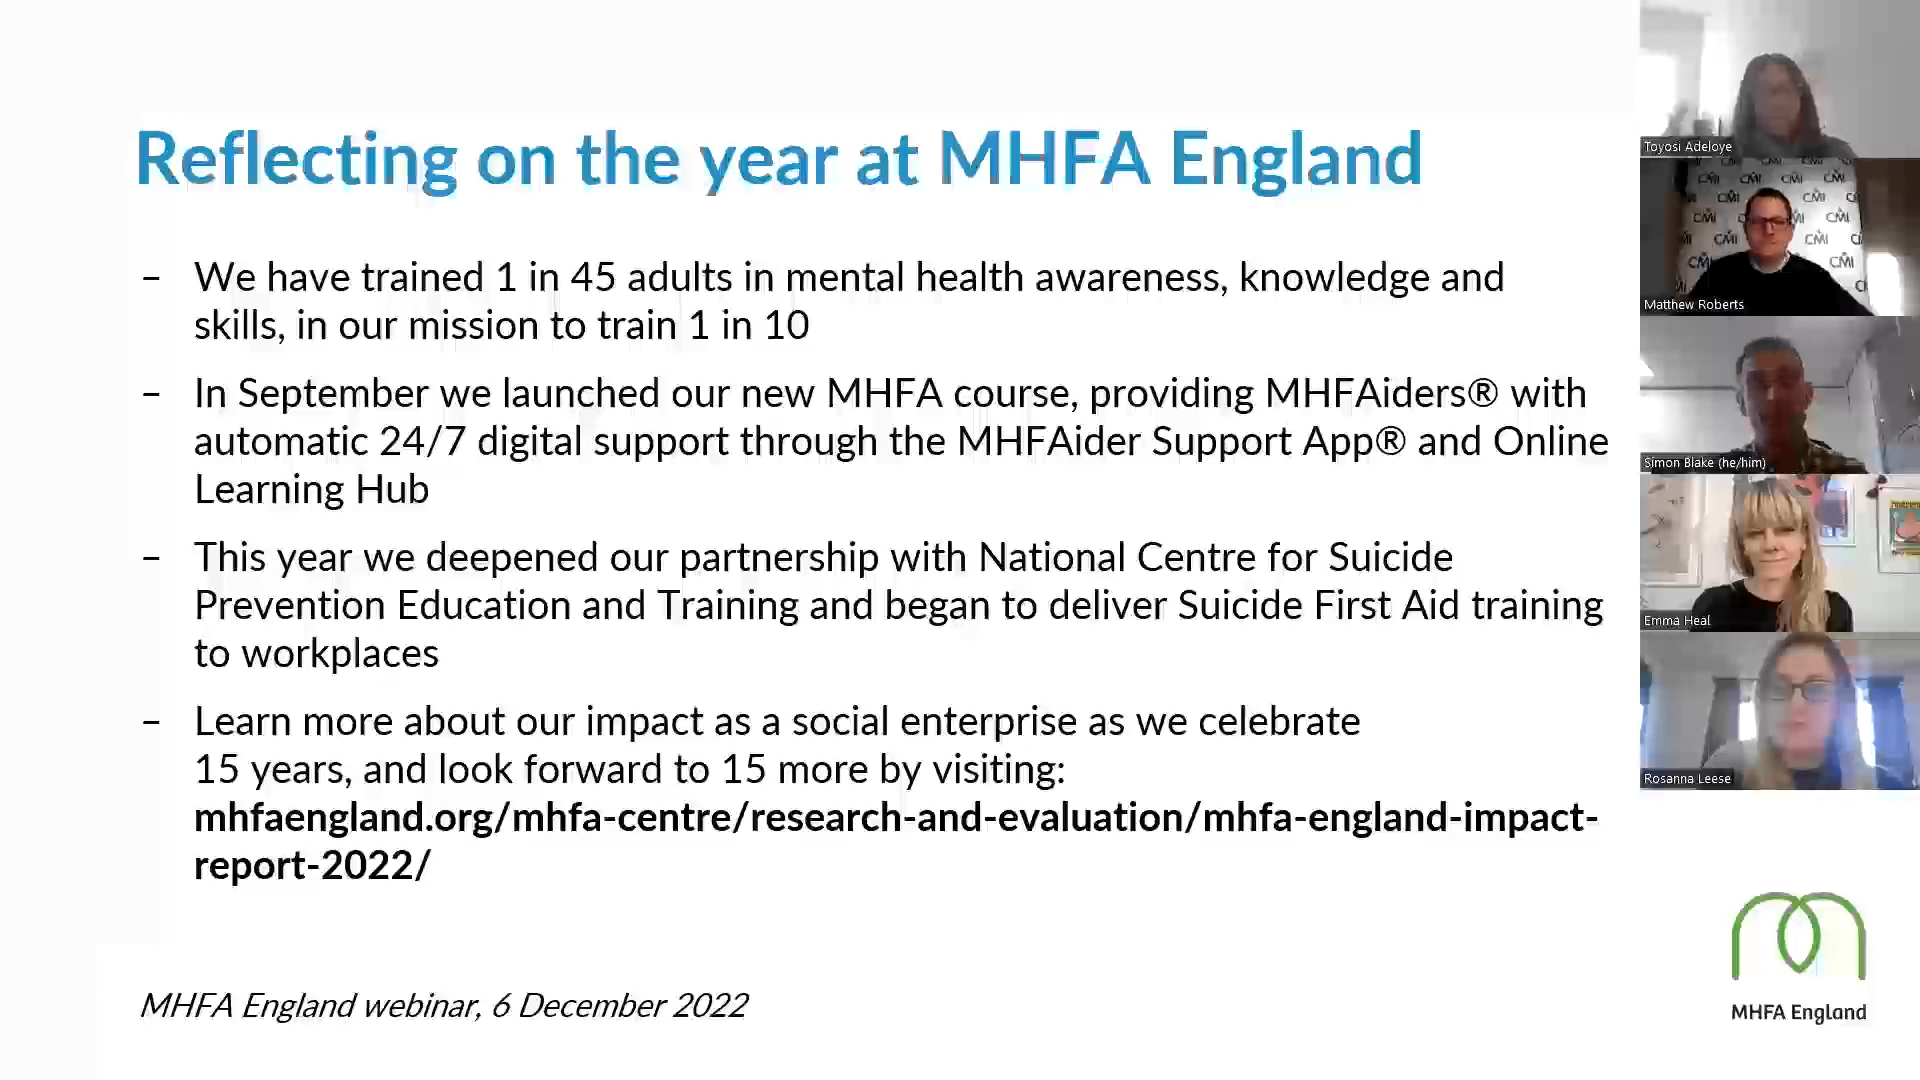 Reflecting on the year at MHFA England
– We have trained 1 in 45 adults in mental health awareness, knowledge and
skills, in our mission to train 1 in 10
– In September we launched our new MHFA course, providing MHFAiders® with
automatic 24/7 digital support through the MHFAider Support App® and Online
Learning Hub
– This year we deepened our partnership with National Centre for Suicide
Prevention Education and Training and began to deliver Suicide First Aid training
to workplaces
– Learn more about our impact as a social enterprise as we celebrate
15 years, and look forward to 15 more by visiting:
mhfaengland.org/mhfa-centre/research-and-evaluation/mhfa-england-impact-
report-2022/
MHFA England webinar, 6 December 2022
Toyosi Adeloye
CMI
Matthew Roberts
Simon Blake (he/him)
Emma Heal
Rosanna Leese
MHFA England